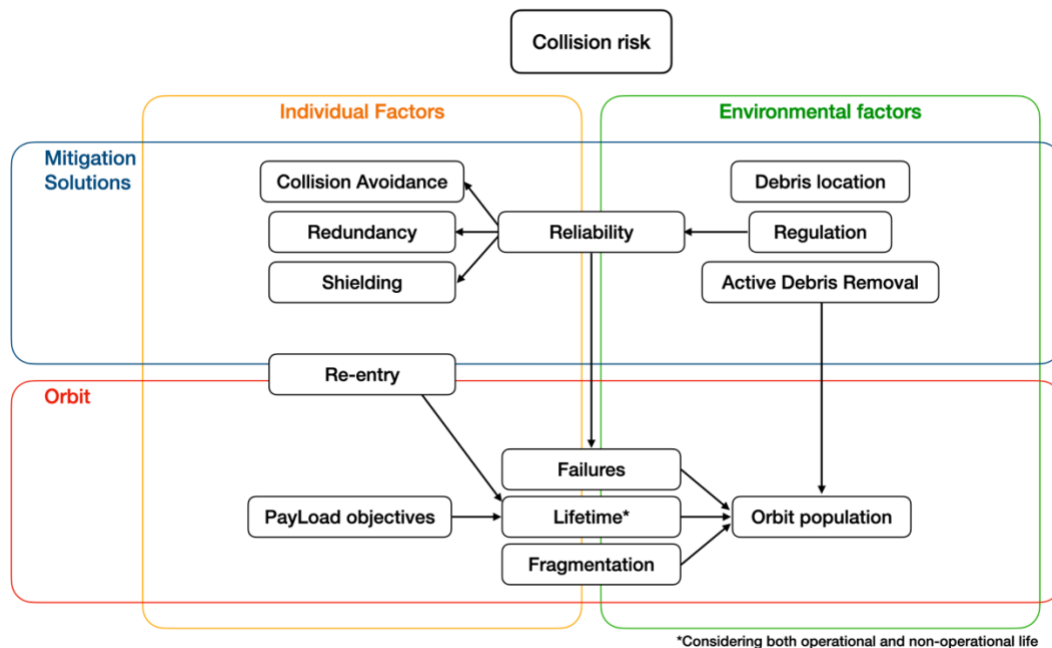 Collision risk
Individual Factors
Environmental factors
Mitigation
Solutions
Collision Avoidance
Debris location
Redundancy
Reliability
Regulation
Shielding
Active Debris Removal
Re-entry
Orbit
Failures
PayLoad objectives
Lifetime*
Orbit population
Fragmentation
*Considering both operational and non-operational life